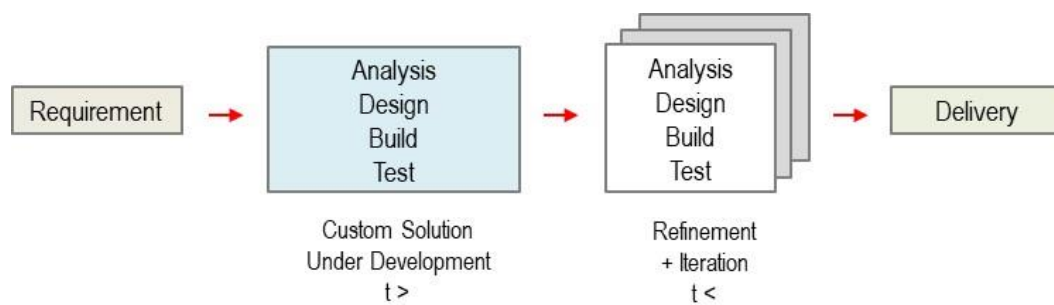 Requirement
Analysis
Design
Build
Test
Custom Solution
Under Development
t >
Analysis
Design
Build
Test
Refinement
+ Iteration
t <
Delivery